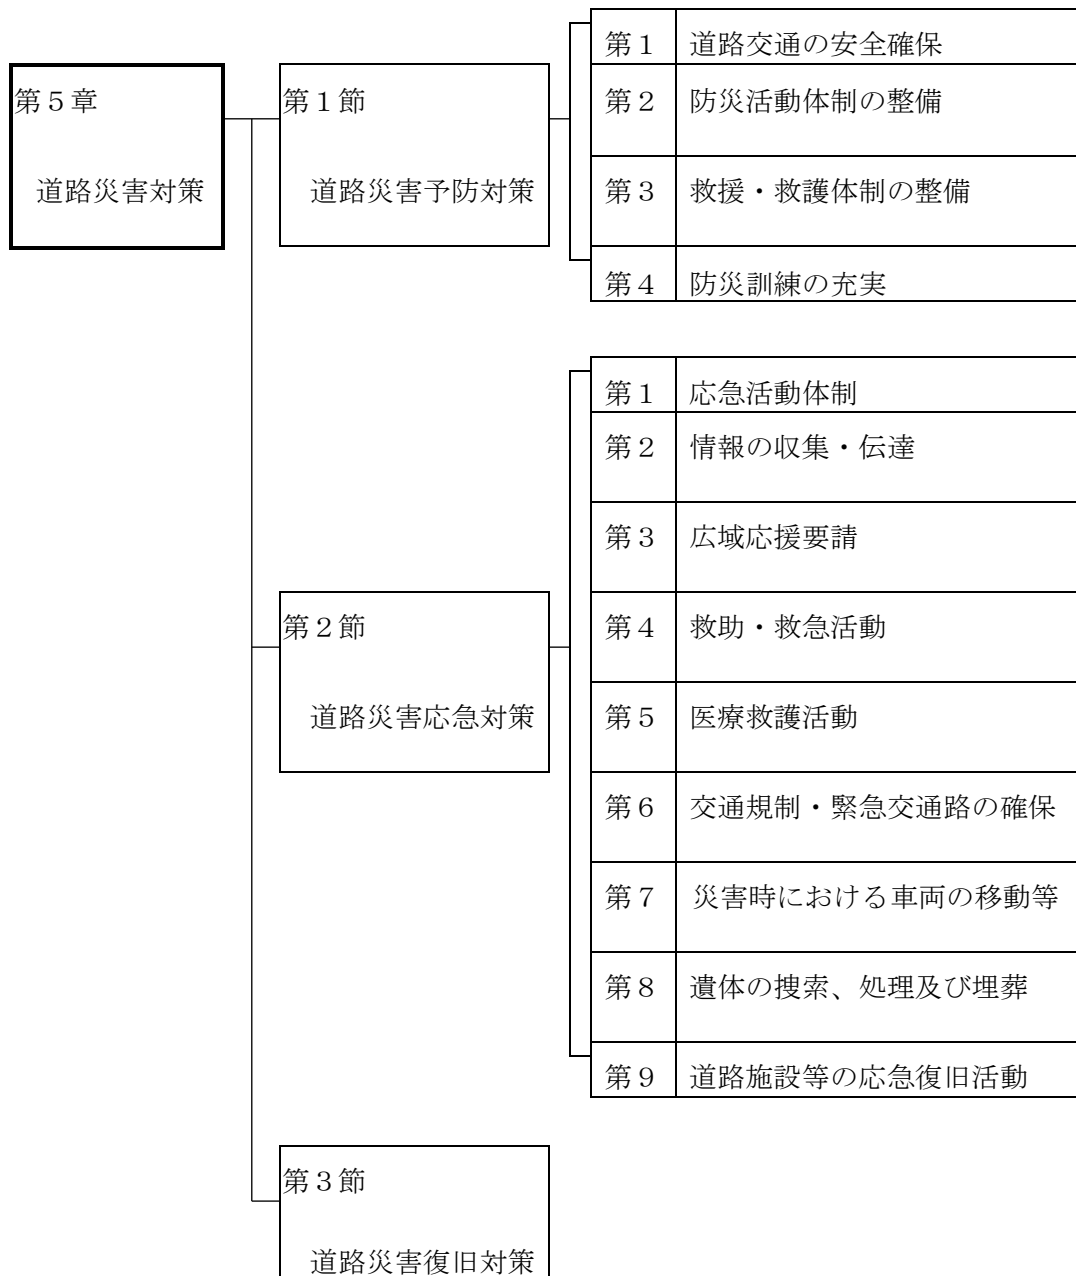 第５章
道路災害対策
第１節
道路災害予防対策
第１ 道路交通の安全確保
第２ 防災活動体制の整備
第３ 救援・救護体制の整備
第４ 防災訓練の充実
第２節
道路災害応急対策
第１ 応急活動体制
第２ 情報の収集・伝達
第３ 広域応援要請
第４ 救助・救急活動
第５ 医療救護活動
第６ 交通規制・緊急交通路の確保
第７ 災害時における車両の移動等
第８ 遺体の捜索、処理及び埋葬
第９ 道路施設等の応急復旧活動
第３節
道路災害復旧対策